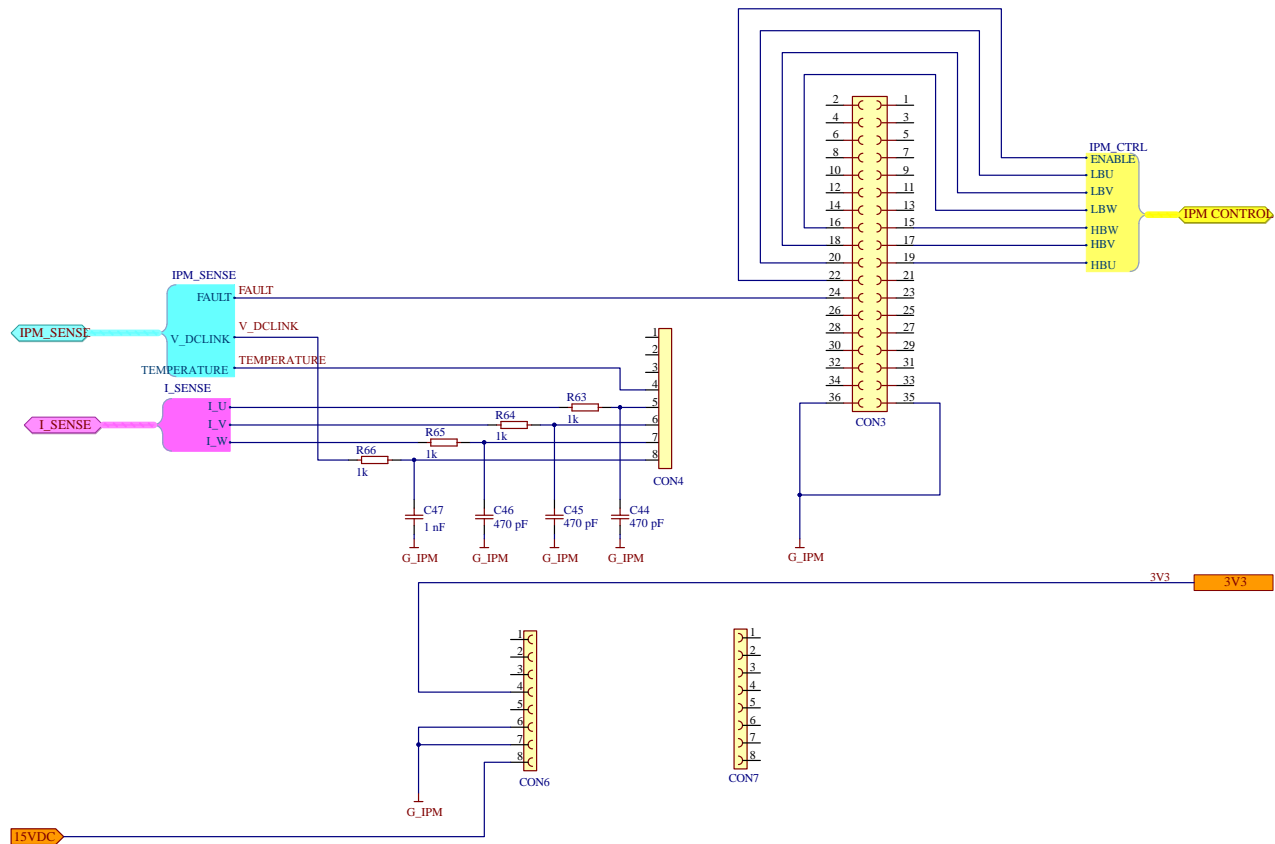 2
1
4
3
6
5
8
7
10
9
12
11
14
13
16
15
18
17
20
19
22
21
24
23
26
25
28
27
30
29
32
31
34
33
36
35
CON3
IPM_CTRL
ENABLE
LBU
LBV
LBW
HBW
HBV
HBU
IPM CONTROL
IPM_SENSE
FAULT
FAULT
V_DCLINK
V_DCLINK
TEMPERATURE
TEMPERATURE
IPM_SENSE
I_SENSE
I_U
I_V
I_W
I_SENSE
R63
1k
R64
1k
R65
1k
R66
1k
1
2
3
4
5
6
7
8
CON4
C47
1 nF
C46
470 pF
C45
470 pF
C44
470 pF
G_IPM
G_IPM
G_IPM
G_IPM
G_IPM
3V3
3V3
1
2
3
4
5
6
7
8
CON6
1
2
3
4
5
6
7
8
CON7
G_IPM
15VDC